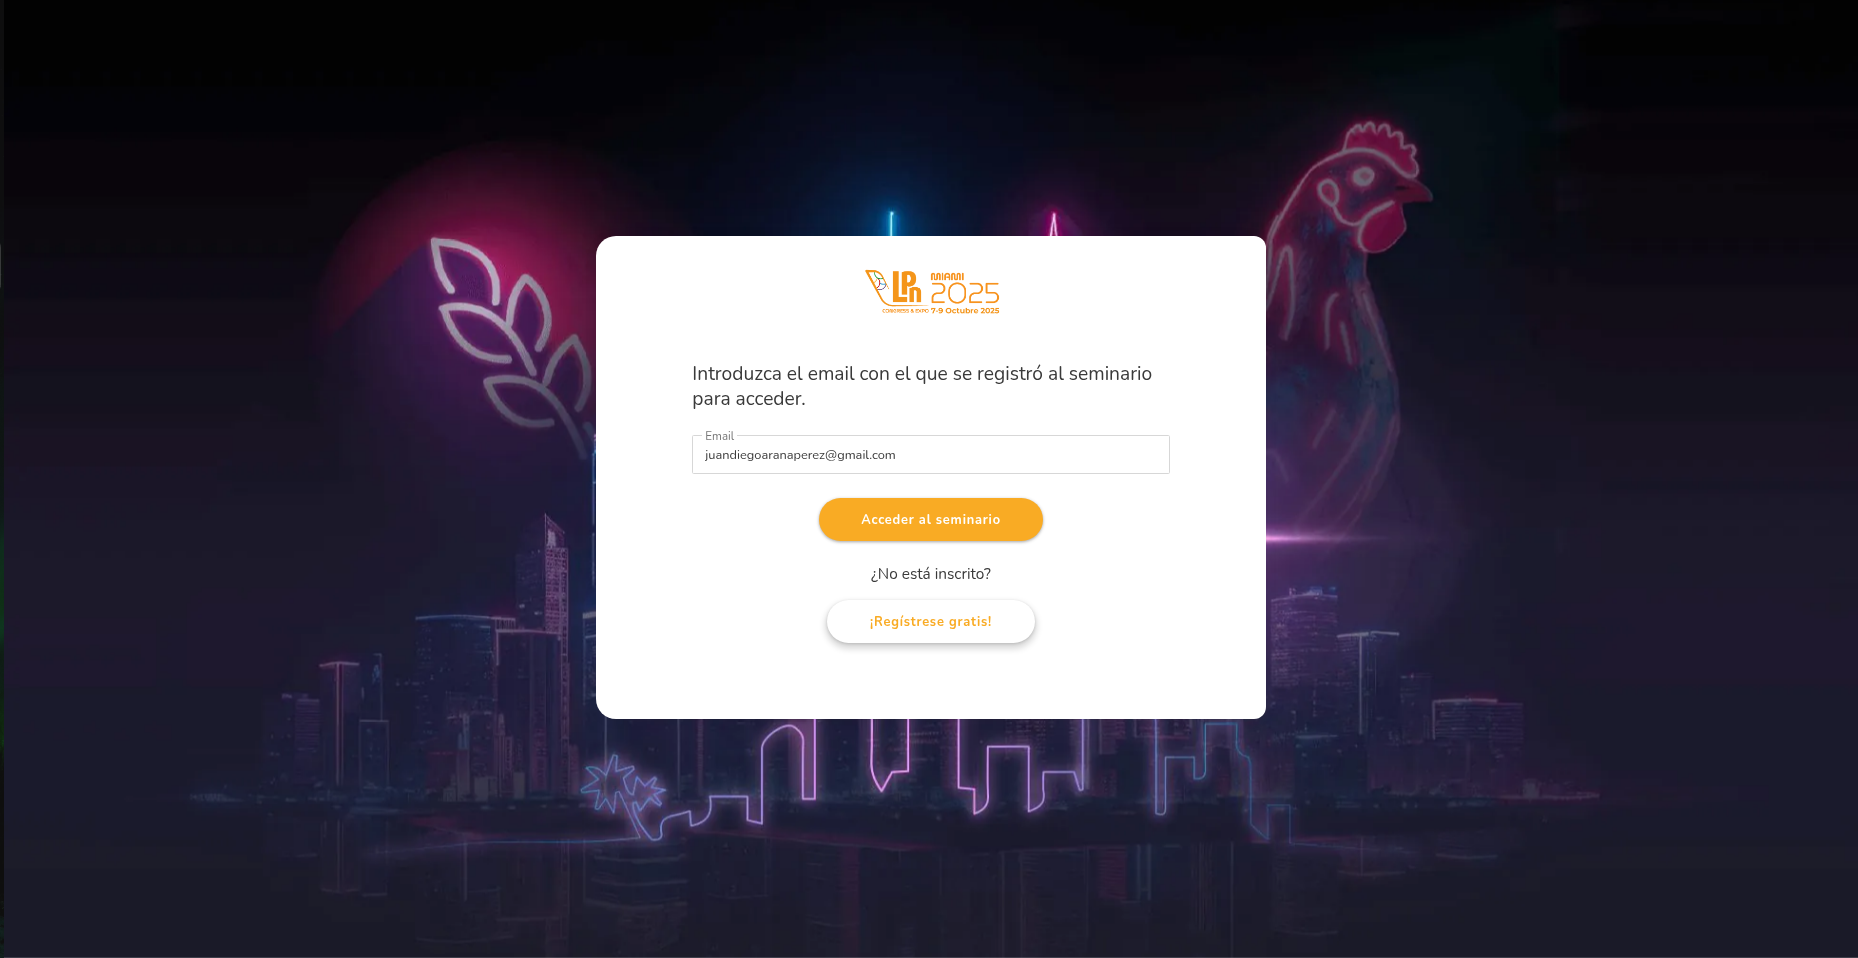 LPn MIAMI
2025
CONGRESS & EXPO 7-9 Octubre 2025
Introduzca el email con el que se registró al seminario
para acceder.
Email
juandiegoaranaperez@gmail.com
Acceder al seminario
¿No está inscrito?
¡Regístrese gratis!